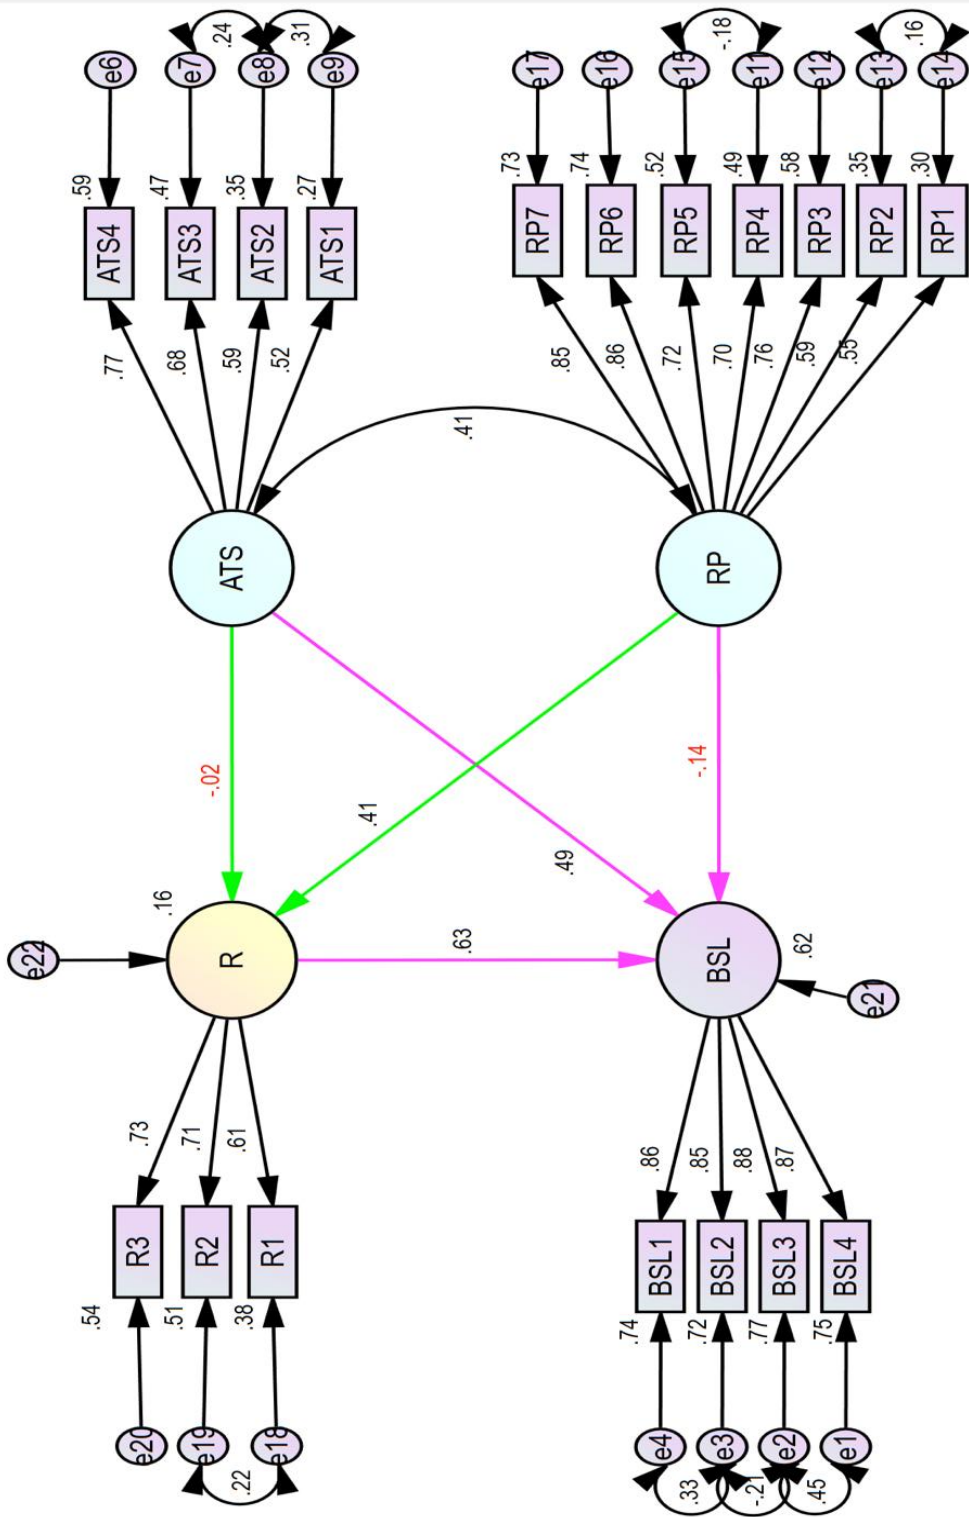 e20
.54
R3
.73
e19
.51
R2
.71
e18
.38
R1
.61
.22
e22
.16
R
-.02
ATS
.77
ATS4
.59
e6
.68
ATS3
.47
e7
.59
ATS2
.35
e8
.52
ATS1
.27
e9
.24
.31
.41
.63
.41
.49
e4
.74
BSL1
.86
e3
.72
BSL2
.85
e2
.77
BSL3
.88
e1
.75
BSL4
.87
.33
-.21
.45
BSL
.62
e21
-.14
RP
.85
RP7
.73
e17
.86
RP6
.74
e16
.72
RP5
.52
e15
.70
RP4
.49
e11
.76
RP3
.58
e12
.59
RP2
.35
e13
.55
RP1
.30
e14
-.18
.16